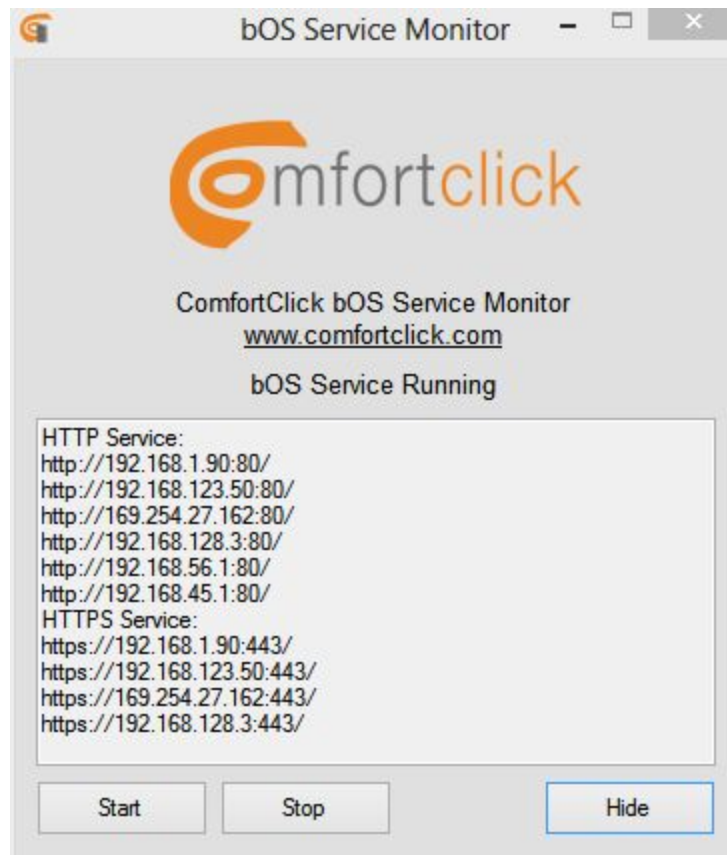 bOS Service Monitor
comfortclick
ComfortClick bOS Service Monitor
www.comfortclick.com
bOS Service Running
HTTP Service:
http://192.168.1.90:80/
http://192.168.123.50:80/
http://169.254.27.162:80/
http://192.168.128.3:80/
http://192.168.56.1:80/
http://192.168.45.1:80/
HTTPS Service:
https://192.168.1.90:443/
https://192.168.123.50:443/
https://169.254.27.162:443/
https://192.168.128.3:443/
Start Stop Hide